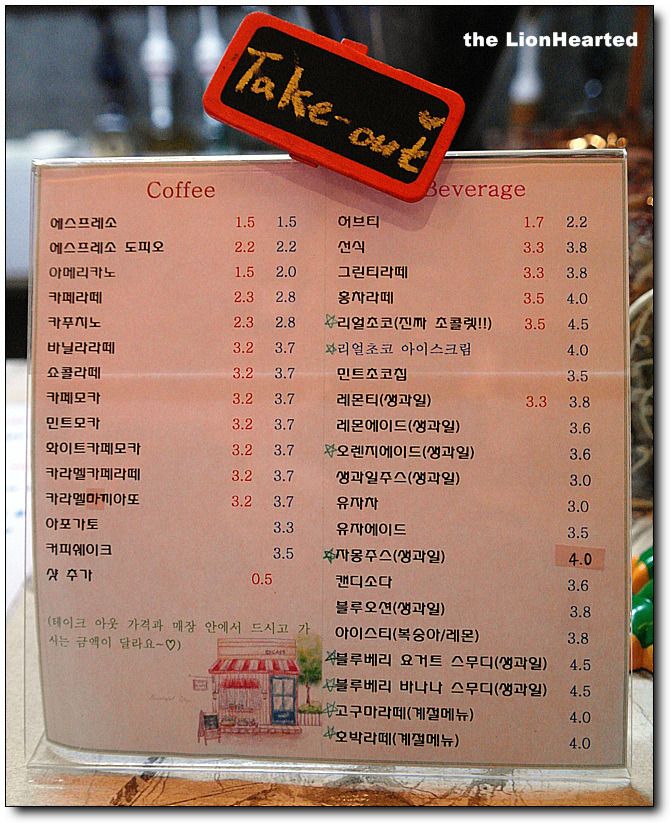 the LionHearted
Take-out
Coffee
에스프레소 1.5 1.5
에스프레소 도피오 2.2 2.2
아메리카노 1.5 2.0
카페라떼 2.3 2.8
카푸치노 2.3 2.8
바닐라라떼 3.2 3.7
쇼콜라떼 3.2 3.7
카페모카 3.2 3.7
민트모카 3.2 3.7
와이트카페모카 3.2 3.7
카라멜카페라떼 3.2 3.7
카라멜마끼아또 3.2 3.7
아포가토 3.3
커피쉐이크 3.5
샷 추가 0.5
(테이크 아웃 가격과 매장 안에서 드시고 가
시는 금액이 달라요~♡)
Beverage
허브티 1.7 2.2
선식 3.3 3.8
그린티라떼 3.3 3.8
홍차라떼 3.5 4.0
☆리얼초코(진짜 초콜렛!!) 3.5 4.5
☆리얼초코 아이스크림 4.0
민트초코칩 3.5
레몬티(생과일) 3.3 3.8
레몬에이드(생과일) 3.6
☆오렌지에이드(생과일) 3.6
생과일주스(생과일) 3.0
유자차 3.0
유자에이드 3.5
☆자몽주스(생과일) 4.0
캔디소다 3.6
블루오션(생과일) 3.8
아이스티(복숭아/레몬) 3.8
☆블루베리 요거트 스무디(생과일) 4.5
☆블루베리 바나나 스무디(생과일) 4.5
☆고구마라떼(계절메뉴) 4.0
☆호박라떼(계절메뉴) 4.0